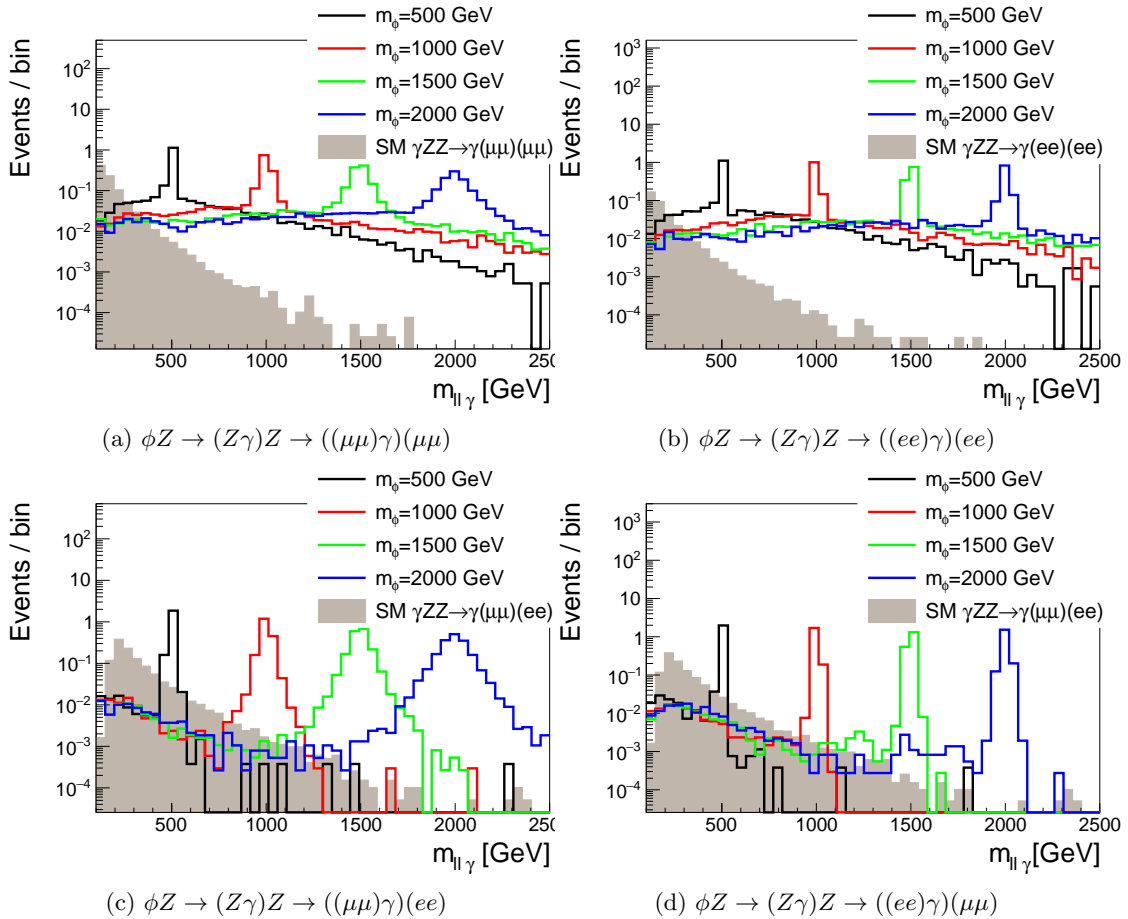 m_ϕ=500 GeV
m_ϕ=1000 GeV
m_ϕ=1500 GeV
m_ϕ=2000 GeV
SM γZZ→γ(μμ)(μμ)
Events / bin
10²
10
1
10⁻¹
10⁻²
10⁻³
10⁻⁴
500 1000 1500 2000 250
m_llγ [GeV]
(a) ϕZ → (Zγ)Z → ((μμ)γ)(μμ)
m_ϕ=500 GeV
m_ϕ=1000 GeV
m_ϕ=1500 GeV
m_ϕ=2000 GeV
SM γZZ→γ(ee)(ee)
Events / bin
10³
10²
10
1
10⁻¹
10⁻²
10⁻³
10⁻⁴
500 1000 1500 2000 2500
m_llγ [GeV]
(b) ϕZ → (Zγ)Z → ((ee)γ)(ee)
m_ϕ=500 GeV
m_ϕ=1000 GeV
m_ϕ=1500 GeV
m_ϕ=2000 GeV
SM γZZ→γ(μμ)(ee)
Events / bin
10²
10
1
10⁻¹
10⁻²
10⁻³
10⁻⁴
500 1000 1500 2000 250
m_llγ [GeV]
(c) ϕZ → (Zγ)Z → ((μμ)γ)(ee)
m_ϕ=500 GeV
m_ϕ=1000 GeV
m_ϕ=1500 GeV
m_ϕ=2000 GeV
SM γZZ→γ(μμ)(ee)
Events / bin
10³
10²
10
1
10⁻¹
10⁻²
10⁻³
10⁻⁴
500 1000 1500 2000 2500
m_llγ [GeV]
(d) ϕZ → (Zγ)Z → ((ee)γ)(μμ)